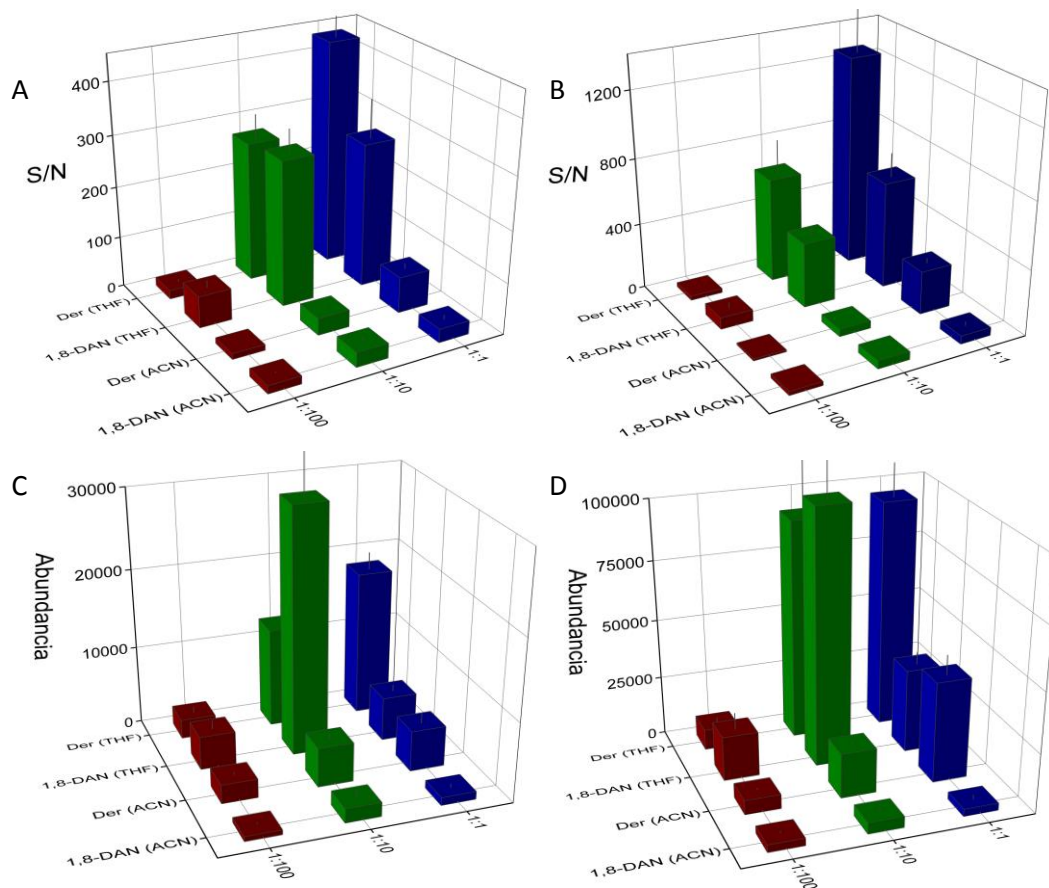 A
S/N
400
300
200
100
0
Der (THF)
1,8-DAN (THF)
Der (ACN)
1,8-DAN (ACN)
1:100
1:10
1:1
B
S/N
1200
800
400
0
Der (THF)
1,8-DAN (THF)
Der (ACN)
1,8-DAN (ACN)
1:100
1:10
1:1
C
Abundancia
30000
20000
10000
0
Der (THF)
1,8-DAN (THF)
Der (ACN)
1,8-DAN (ACN)
1:100
1:10
1:1
D
Abundancia
100000
75000
50000
25000
0
Der (THF)
1,8-DAN (THF)
Der (ACN)
1,8-DAN (ACN)
1:100
1:10
1:1